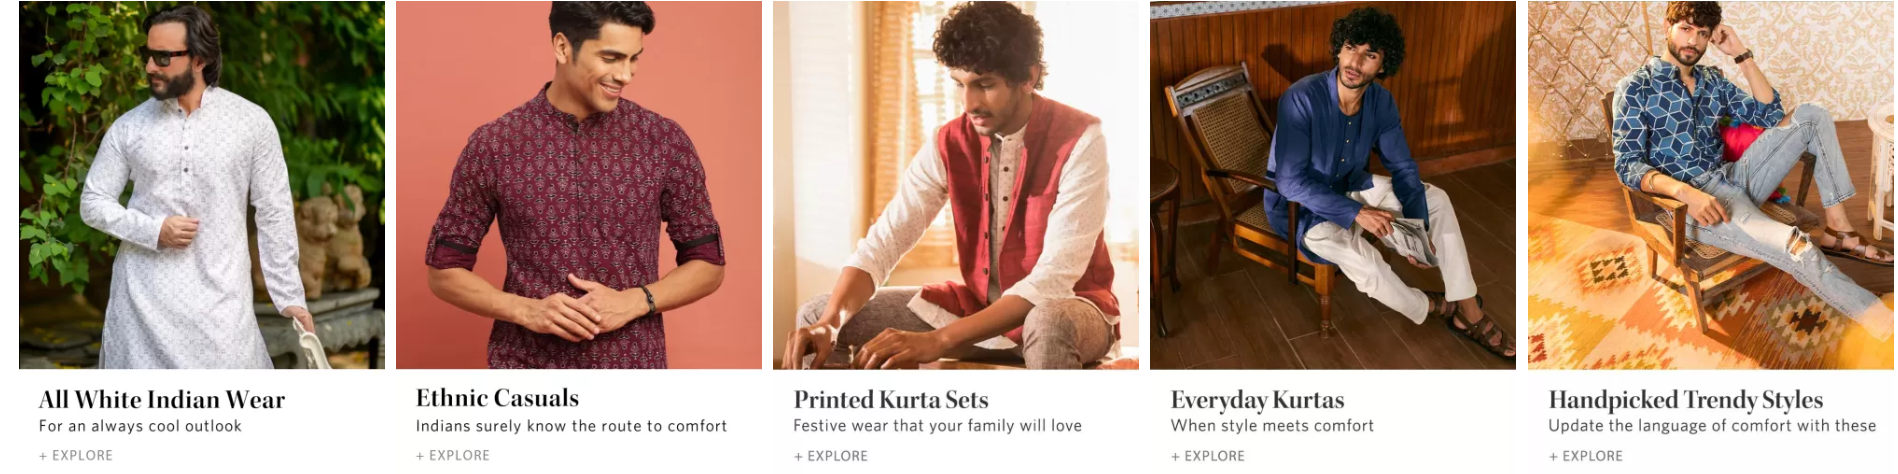 All White Indian Wear
For an always cool outlook
+ EXPLORE
Ethnic Casuals
Indians surely know the route to comfort
+ EXPLORE
Printed Kurta Sets
Festive wear that your family will love
+ EXPLORE
Everyday Kurtas
When style meets comfort
+ EXPLORE
Handpicked Trendy Styles
Update the language of comfort with these
+ EXPLORE